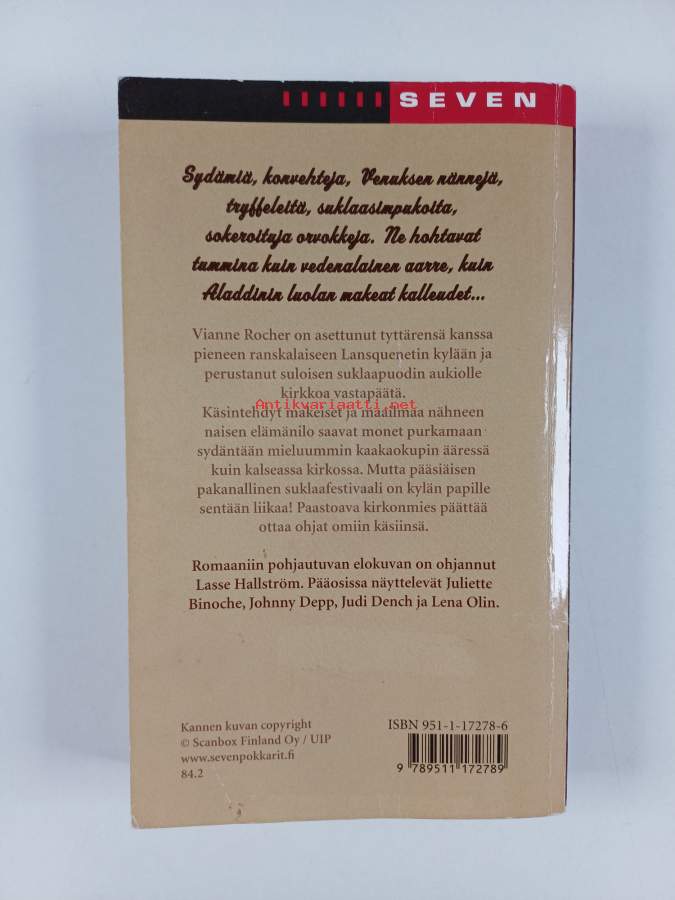 SEVEN
Sydämiä, konvehteja, Venuksen nännejä,
tryffeleitä, suklaasimpukoita,
sokeroituja orvokkeja. Ne hohtavat
tummina kuin vedenalainen aarre, kuin
Aladdinin luolan makeat kalleudet...
Vianne Rocher on asettunut tyttärensä kanssa
pieneen ranskalaiseen Lansquenetin kylään ja
perustanut suloisen suklaapuodin aukiolle
kirkkoa vastapäätä.
Antikvariaatti.net
Käsintehdyt makeiset ja maailmaa nähneen
naisen elämänilo saavat monet purkamaan
sydäntään mieluummin kaakaokupin ääressä
kuin kalseassa kirkossa. Mutta pääsiäisen
pakanallinen suklaafestivaali on kylän papille
sentään liikaa! Paastoava kirkonmies päättää
ottaa ohjat omiin käsiinsä.
Romaaniin pohjautuvan elokuvan on ohjannut
Lasse Hallström. Pääosissa näyttelevät Juliette
Binoche, Johnny Depp, Judi Dench ja Lena Olin.
Kannen kuvan copyright
© Scanbox Finland Oy / UIP
www.sevenpokkarit.fi
84.2
ISBN 951-1-17278-6
9 789511 172789